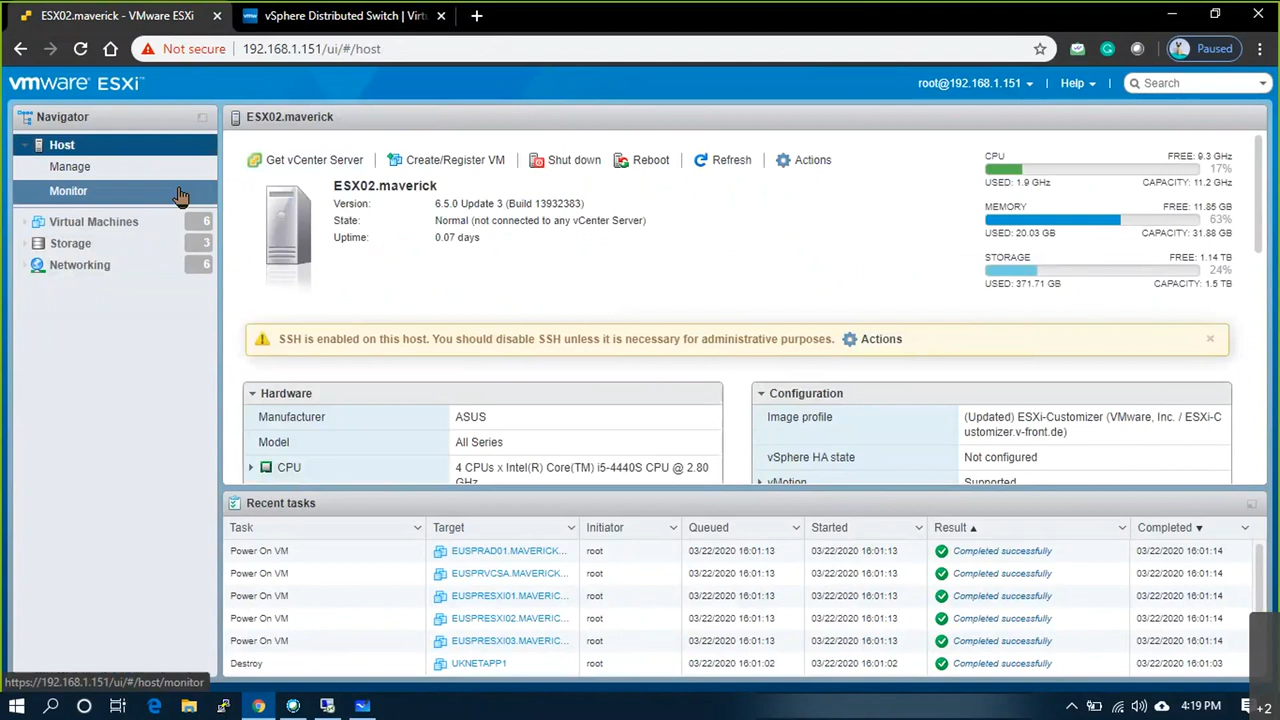 ESX02.maverick - VMware ESXi
vSphere Distributed Switch | Virtu
Not secure
192.168.1.151/ui/#/host
Paused
vmware ESXi
root@192.168.1.151
Help
Search
Navigator
Host
Manage
Monitor
Virtual Machines 6
Storage 3
Networking 6
ESX02.maverick
Get vCenter Server
Create/Register VM
Shut down
Reboot
Refresh
Actions
ESX02.maverick
Version: 6.5.0 Update 3 (Build 13932383)
State: Normal (not connected to any vCenter Server)
Uptime: 0.07 days
CPU FREE: 9.3 GHz
17%
USED: 1.9 GHz CAPACITY: 11.2 GHz
MEMORY FREE: 11.85 GB
63%
USED: 20.03 GB CAPACITY: 31.88 GB
STORAGE FREE: 1.14 TB
24%
USED: 371.71 GB CAPACITY: 1.5 TB
SSH is enabled on this host. You should disable SSH unless it is necessary for administrative purposes. Actions
Hardware
Manufacturer ASUS
Model All Series
CPU 4 CPUs x Intel(R) Core(TM) i5-4440S CPU @ 2.80
GHz
Configuration
Image profile (Updated) ESXi-Customizer (VMware, Inc. / ESXi-C
ustomizer.v-front.de)
vSphere HA state Not configured
vMotion Supported
Recent tasks
Task Target Initiator Queued Started Result Completed
Power On VM EUSPRAD01.MAVERICK... root 03/22/2020 16:01:13 03/22/2020 16:01:13 Completed successfully 03/22/2020 16:01:14
Power On VM EUSPRVCSA.MAVERICK... root 03/22/2020 16:01:13 03/22/2020 16:01:13 Completed successfully 03/22/2020 16:01:14
Power On VM EUSPRESXI01.MAVERIC... root 03/22/2020 16:01:13 03/22/2020 16:01:13 Completed successfully 03/22/2020 16:01:14
Power On VM EUSPRESXI02.MAVERIC... root 03/22/2020 16:01:13 03/22/2020 16:01:13 Completed successfully 03/22/2020 16:01:14
Power On VM EUSPRESXI03.MAVERIC... root 03/22/2020 16:01:13 03/22/2020 16:01:13 Completed successfully 03/22/2020 16:01:14
Destroy UKNETAPP1 root 03/22/2020 16:01:02 03/22/2020 16:01:02 Completed successfully 03/22/2020 16:01:03
https://192.168.1.151/ui/#/host/monitor
4:19 PM
+2